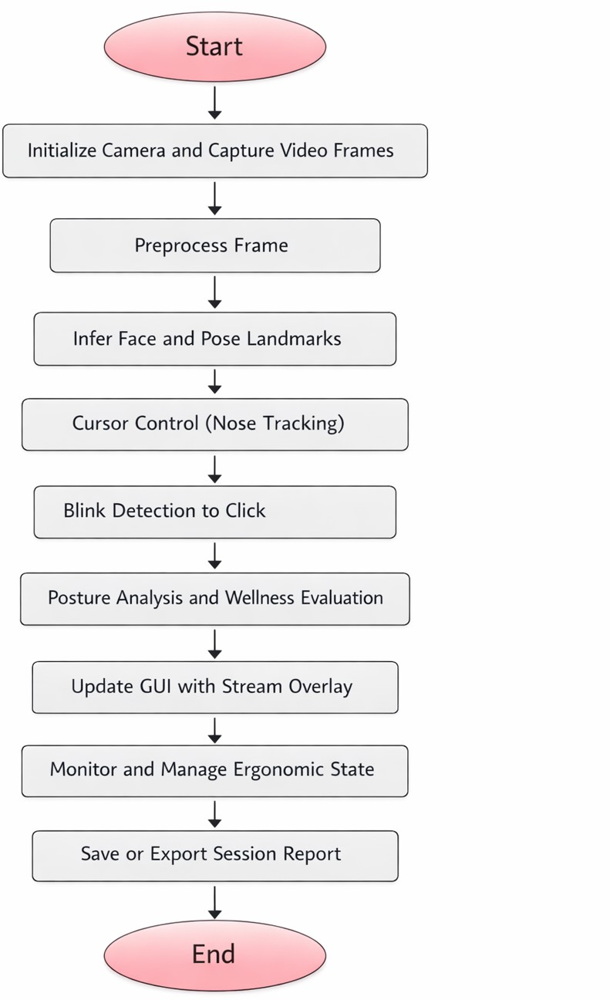 Start
Initialize Camera and Capture Video Frames
Preprocess Frame
Infer Face and Pose Landmarks
Cursor Control (Nose Tracking)
Blink Detection to Click
Posture Analysis and Wellness Evaluation
Update GUI with Stream Overlay
Monitor and Manage Ergonomic State
Save or Export Session Report
End